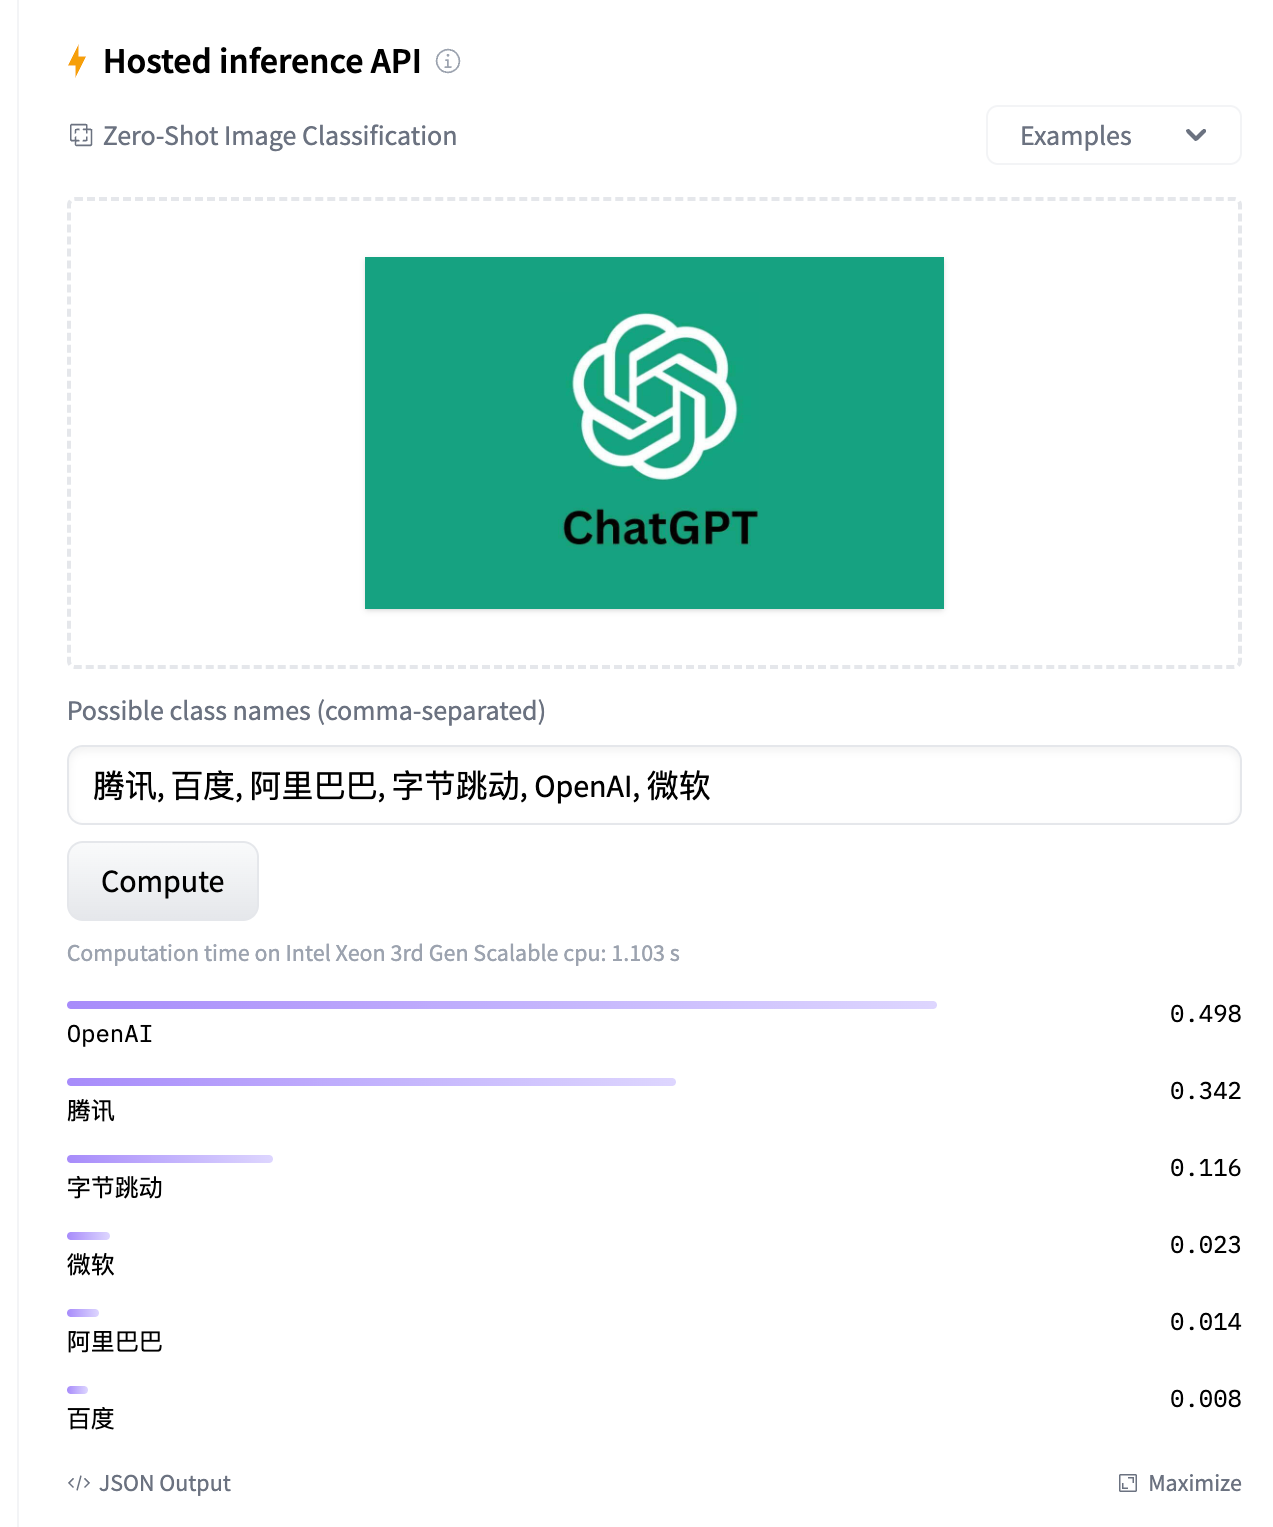 Hosted inference API
Zero-Shot Image Classification
Examples
ChatGPT
Possible class names (comma-separated)
腾讯, 百度, 阿里巴巴, 字节跳动, OpenAI, 微软
Compute
Computation time on Intel Xeon 3rd Gen Scalable cpu: 1.103 s
OpenAI 0.498
腾讯 0.342
字节跳动 0.116
微软 0.023
阿里巴巴 0.014
百度 0.008
</> JSON Output
Maximize